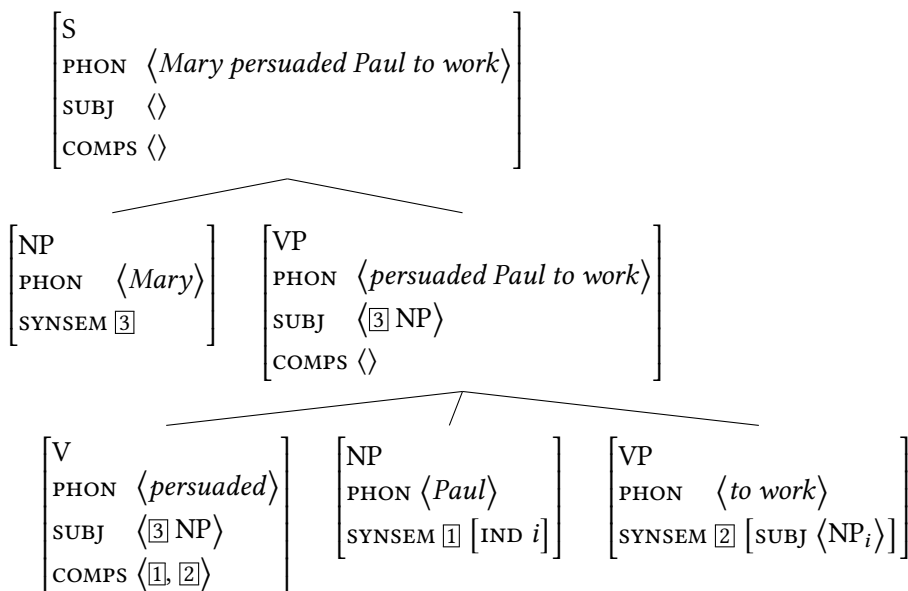 S
PHON ⟨Mary persuaded Paul to work⟩
SUBJ ⟨⟩
COMPS ⟨⟩
NP
PHON ⟨Mary⟩
SYNSEM 3
VP
PHON ⟨persuaded Paul to work⟩
SUBJ ⟨3 NP⟩
COMPS ⟨⟩
V
PHON ⟨persuaded⟩
SUBJ ⟨3 NP⟩
COMPS ⟨1, 2⟩
NP
PHON ⟨Paul⟩
SYNSEM 1 [IND i]
VP
PHON ⟨to work⟩
SYNSEM 2 [SUBJ ⟨NPi⟩]